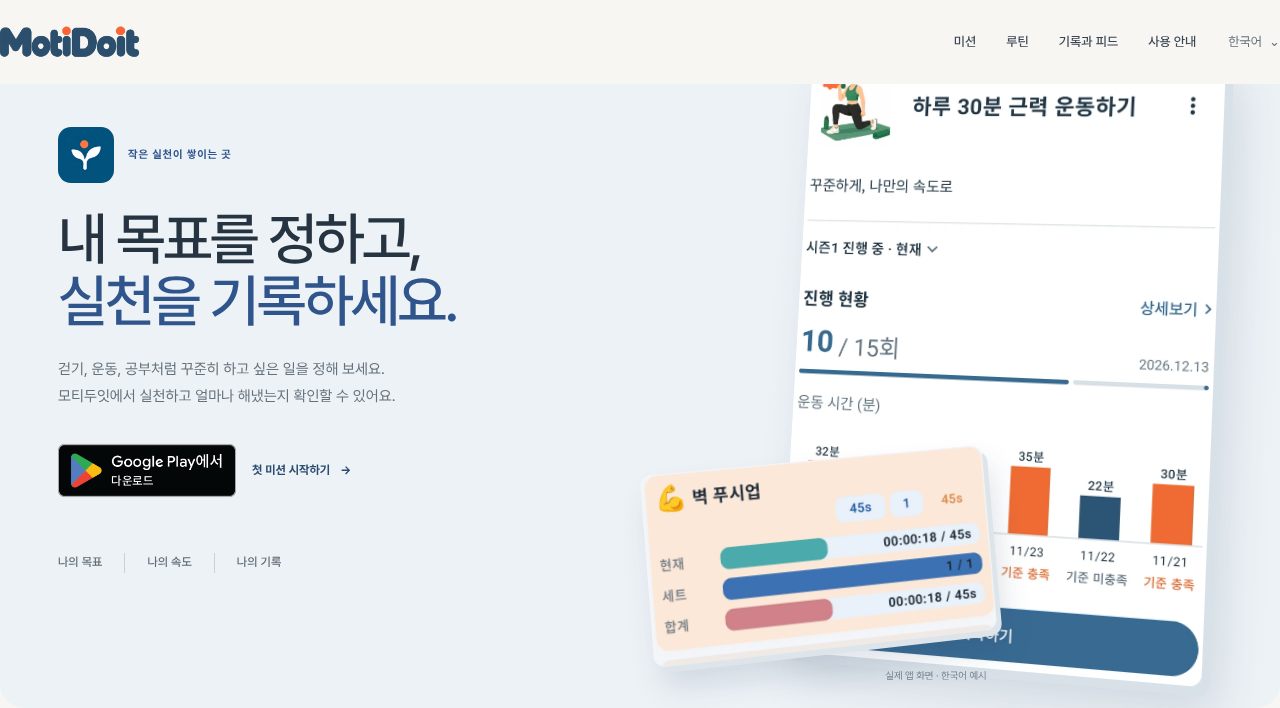 MotiDoit
미션
루틴
기록과 피드
사용 안내
한국어
작은 실천이 쌓이는 곳
내 목표를 정하고,
실천을 기록하세요.
걷기, 운동, 공부처럼 꾸준히 하고 싶은 일을 정해 보세요.
모티두잇에서 실천하고 얼마나 해냈는지 확인할 수 있어요.
Google Play에서
다운로드
첫 미션 시작하기 →
나의 목표
나의 속도
나의 기록
하루 30분 근력 운동하기
꾸준하게, 나만의 속도로
시즌1 진행 중 · 현재
진행 현황
상세보기
10 / 15회
2026.12.13
운동 시간 (분)
32분
35분
22분
30분
11/23
11/22
11/21
기준 충족
기준 미충족
기준 충족
💪 벽 푸시업
45s
1
45s
현재
00:00:18 / 45s
세트
1 / 1
합계
00:00:18 / 45s
실제 앱 화면 · 한국어 예시